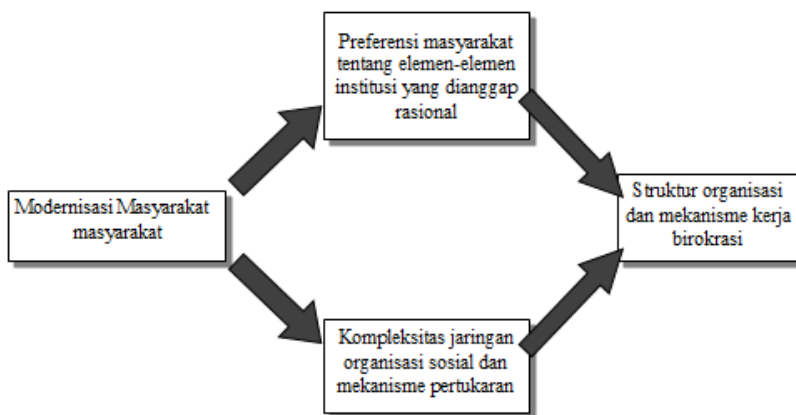 Preferensi masyarakat
tentang elemen-elemen
institusi yang dianggap
rasional
Modernisasi Masyarakat
masyarakat
Struktur organisasi
dan mekanisme kerja
birokrasi
Kompleksitas jaringan
organisasi sosial dan
mekanisme pertukaran